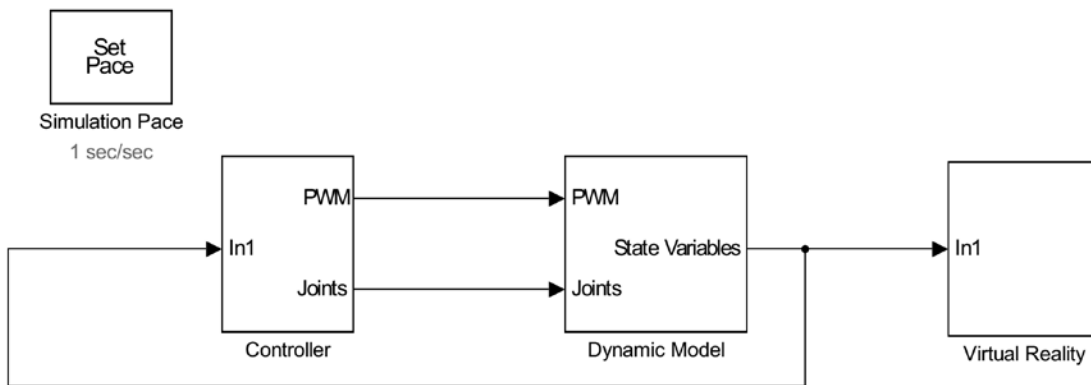 Set
Pace
Simulation Pace
1 sec/sec
PWM
In1
Joints
Controller
PWM
State Variables
Joints
Dynamic Model
In1
Virtual Reality